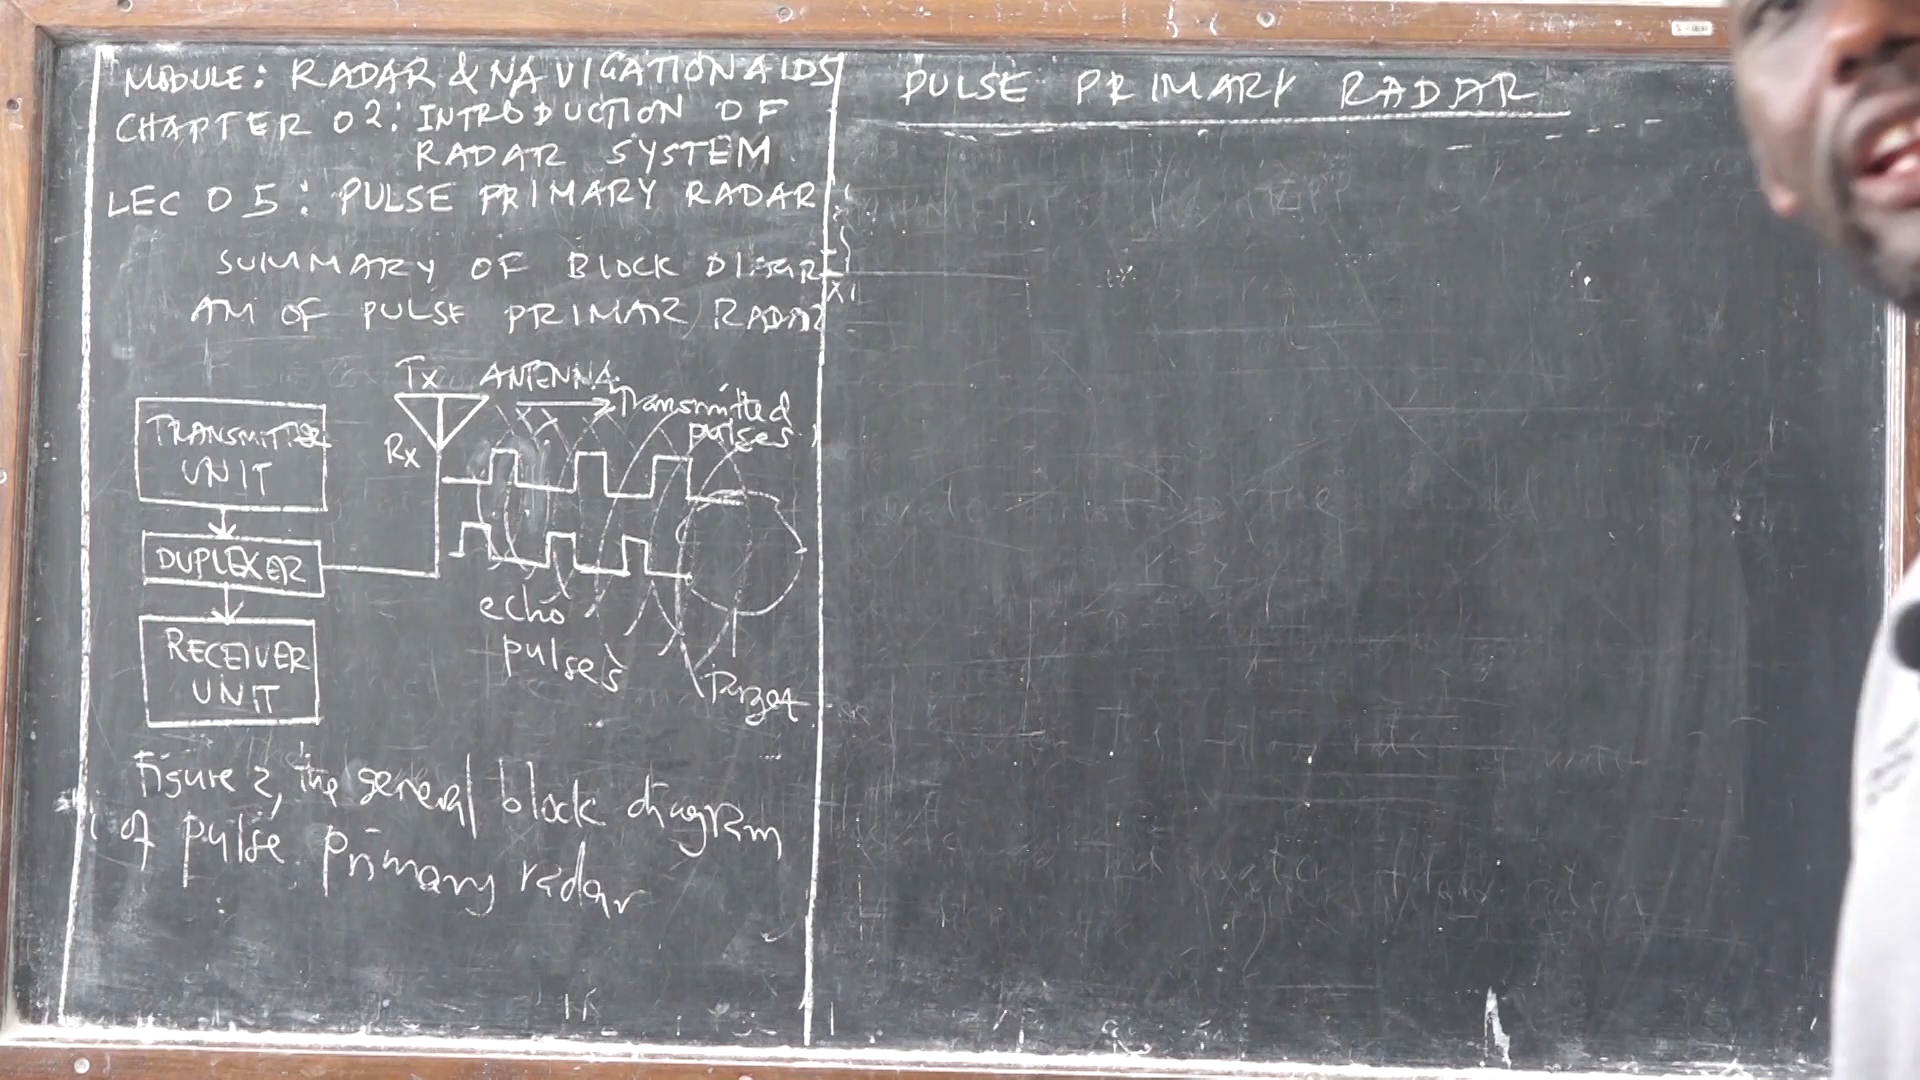 MODULE: RADAR & NAVIGATION AIDS
CHAPTER 02: INTRODUCTION OF
RADAR SYSTEM
LEC 05: PULSE PRIMARY RADAR
SUMMARY OF BLOCK DIAGR
AM OF PULSE PRIMAR RADAR
Tx ANTENNA
Transmitted
pulses
Rx
TRANSMITTER
UNIT
DUPLEXER
RECEIVER
UNIT
echo
pulses
Target
Figure 2, the general block diagram
of pulse primary radar
PULSE PRIMARY RADAR